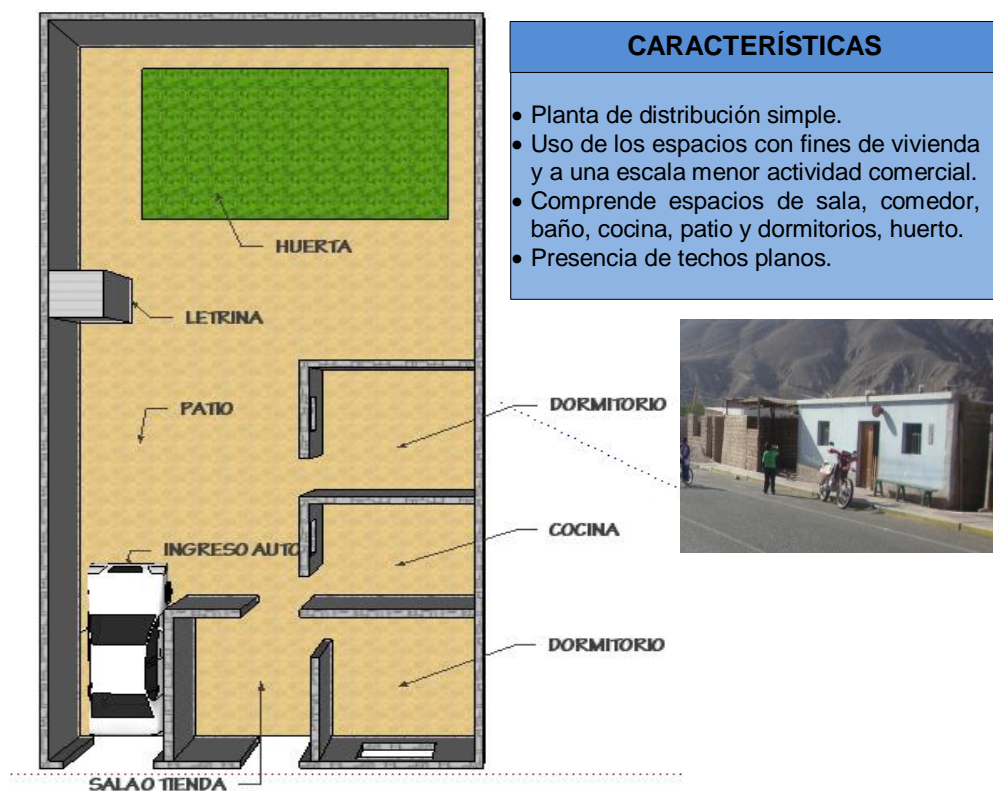 CARACTERÍSTICAS
• Planta de distribución simple.
• Uso de los espacios con fines de vivienda
y a una escala menor actividad comercial.
• Comprende espacios de sala, comedor,
baño, cocina, patio y dormitorios, huerto.
• Presencia de techos planos.
HUERTA
LETRINA
PATIO
DORMITORIO
INGRESO AUTO
COCINA
DORMITORIO
SALA O TIENDA